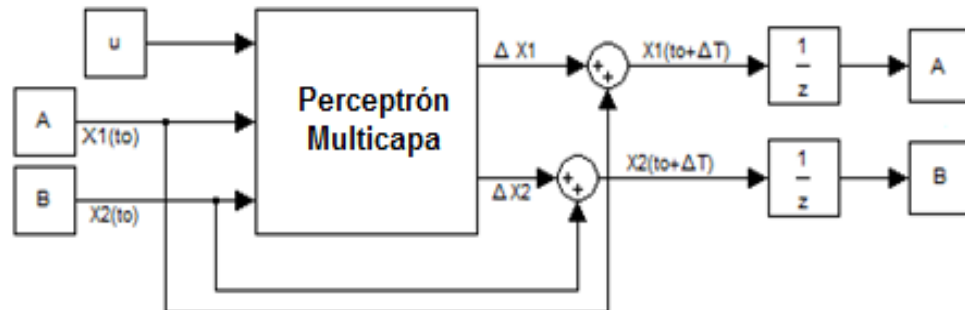 u
A
X1(to)
B
X2(to)
Perceptrón
Multicapa
Δ X1
Δ X2
+
+
+
+
X1(to+ΔT)
X2(to+ΔT)
1
z
1
z
A
B